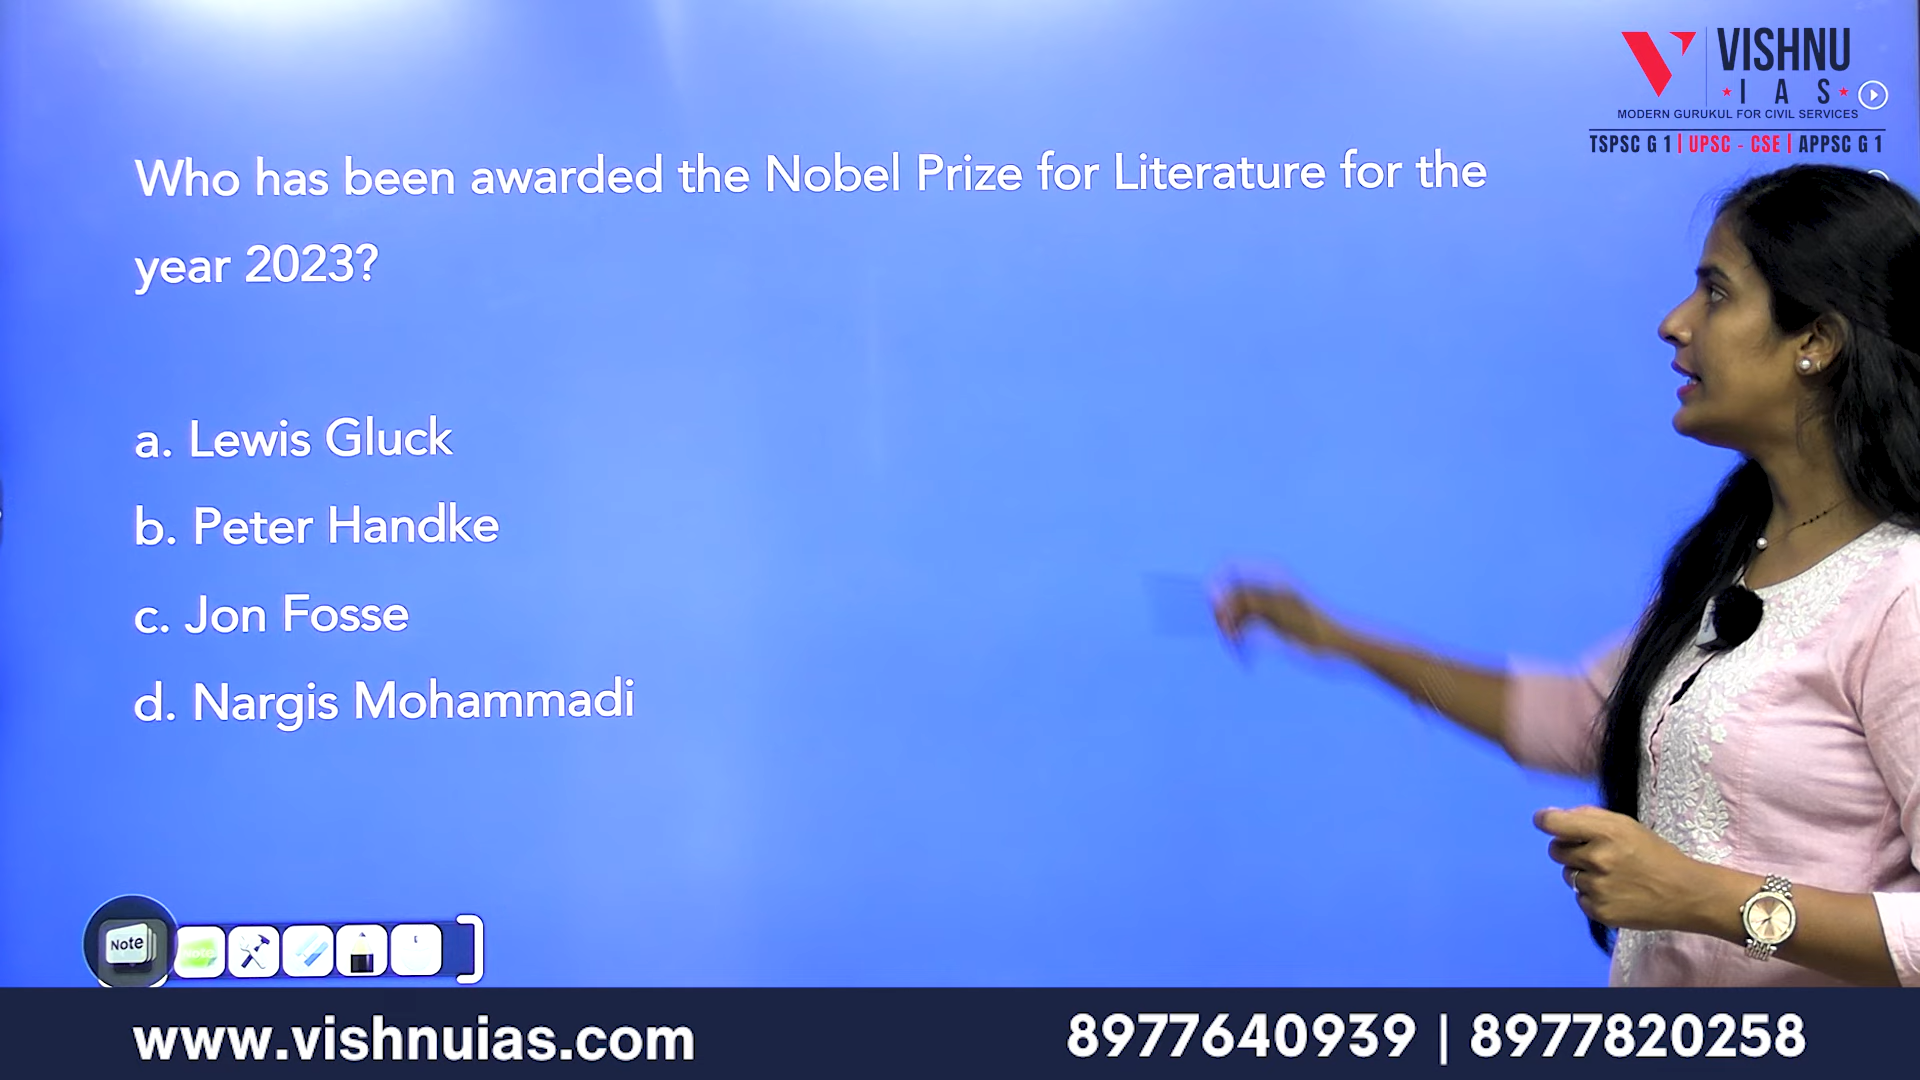 VISHNU
IAS
MODERN GURUKUL FOR CIVIL SERVICES
TSPSC G 1 | UPSC - CSE | APPSC G 1
Who has been awarded the Nobel Prize for Literature for the
year 2023?
a. Lewis Gluck
b. Peter Handke
c. Jon Fosse
d. Nargis Mohammadi
Note
www.vishnuias.com
8977640939 | 8977820258